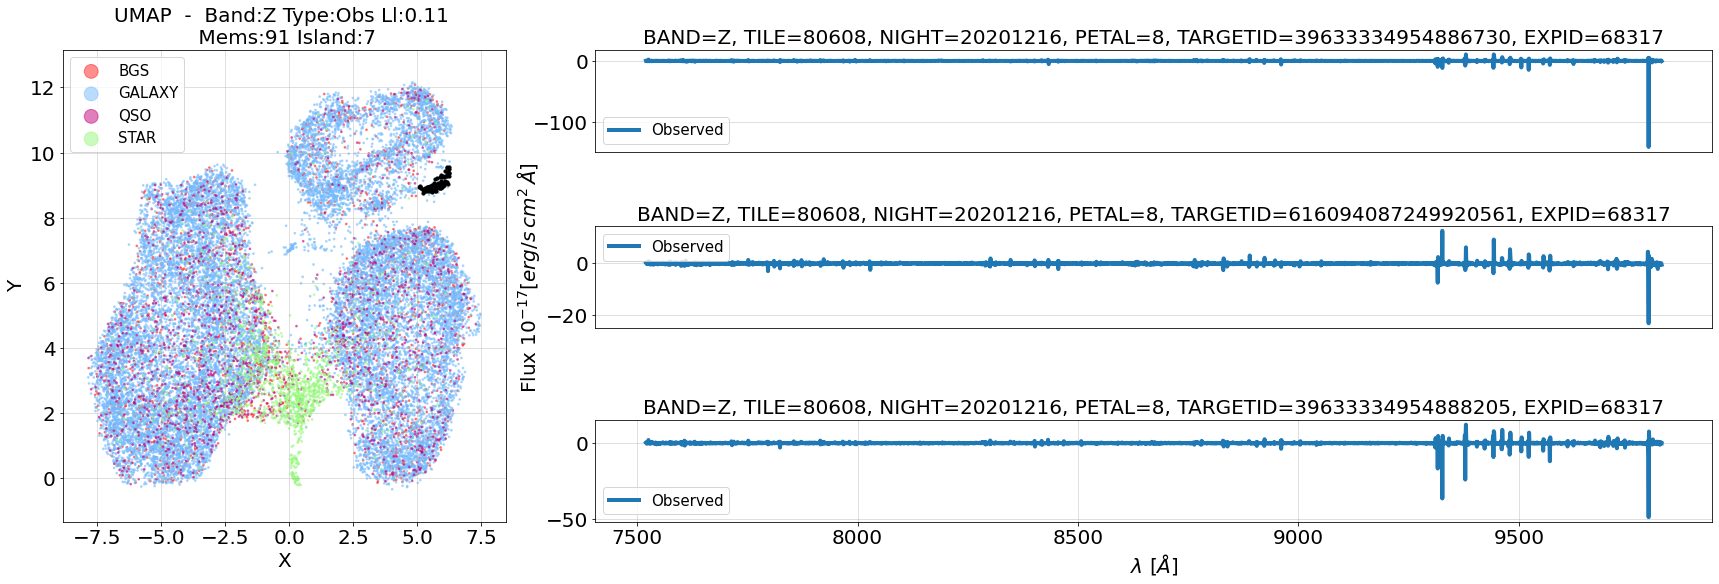 UMAP - Band:Z Type:Obs Ll:0.11
Mems:91 Island:7
BGS
GALAXY
QSO
STAR
12
10
8
6
4
2
0
Y
−7.5 −5.0 −2.5 0.0 2.5 5.0 7.5
X
BAND=Z, TILE=80608, NIGHT=20201216, PETAL=8, TARGETID=39633334954886730, EXPID=68317
0
−100
Observed
BAND=Z, TILE=80608, NIGHT=20201216, PETAL=8, TARGETID=616094087249920561, EXPID=68317
Observed
0
−20
Flux 10⁻¹⁷[erg/s cm² Å]
BAND=Z, TILE=80608, NIGHT=20201216, PETAL=8, TARGETID=39633334954888205, EXPID=68317
0
−50
Observed
7500 8000 8500 9000 9500
λ [Å]